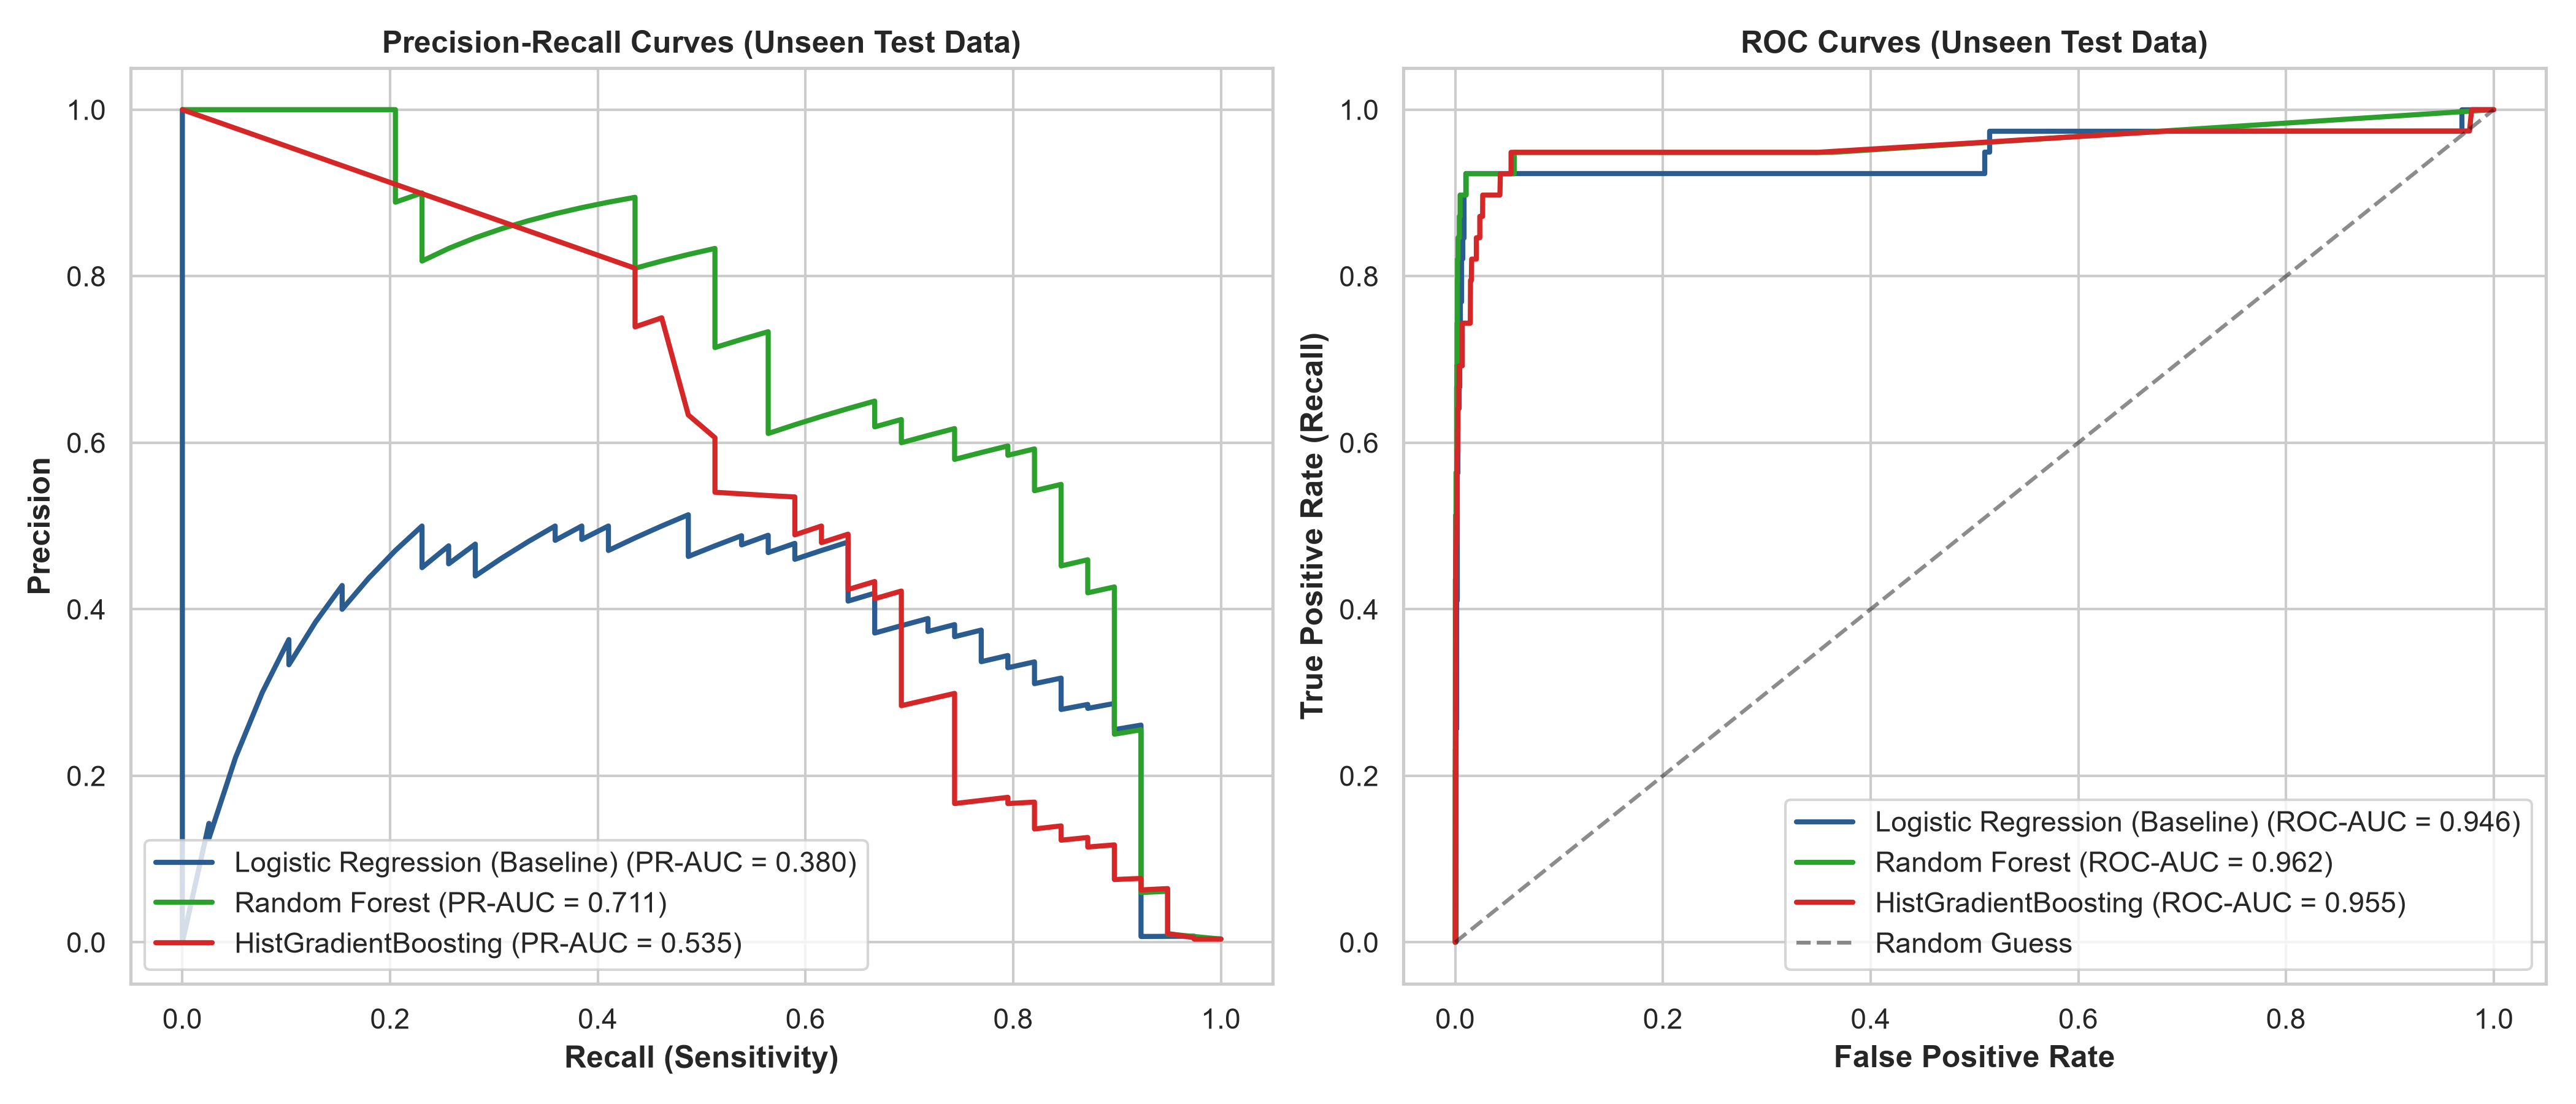 Precision-Recall Curves (Unseen Test Data)
1.0
0.8
0.6
0.4
0.2
0.0
Precision
Logistic Regression (Baseline) (PR-AUC = 0.380)
Random Forest (PR-AUC = 0.711)
HistGradientBoosting (PR-AUC = 0.535)
0.0 0.2 0.4 0.6 0.8 1.0
Recall (Sensitivity)
ROC Curves (Unseen Test Data)
1.0
0.8
0.6
0.4
0.2
0.0
True Positive Rate (Recall)
Logistic Regression (Baseline) (ROC-AUC = 0.946)
Random Forest (ROC-AUC = 0.962)
HistGradientBoosting (ROC-AUC = 0.955)
Random Guess
0.0 0.2 0.4 0.6 0.8 1.0
False Positive Rate